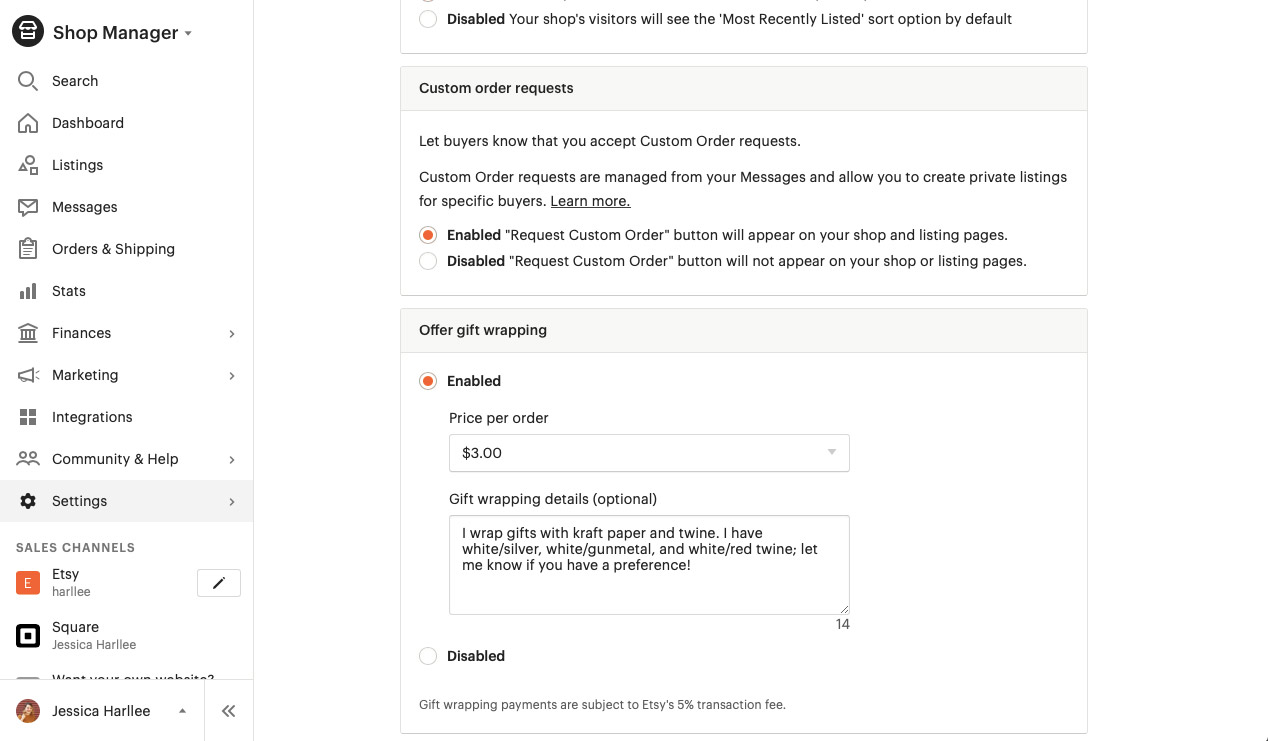 Shop Manager
Search
Dashboard
Listings
Messages
Orders & Shipping
Stats
Finances
Marketing
Integrations
Community & Help
Settings
SALES CHANNELS
E
Etsy
harllee
Square
Jessica Harllee
Want your own website?
Jessica Harllee
Disabled Your shop's visitors will see the 'Most Recently Listed' sort option by default
Custom order requests
Let buyers know that you accept Custom Order requests.
Custom Order requests are managed from your Messages and allow you to create private listings
for specific buyers. Learn more.
Enabled "Request Custom Order" button will appear on your shop and listing pages.
Disabled "Request Custom Order" button will not appear on your shop or listing pages.
Offer gift wrapping
Enabled
Price per order
$3.00
Gift wrapping details (optional)
I wrap gifts with kraft paper and twine. I have
white/silver, white/gunmetal, and white/red twine; let
me know if you have a preference!
14
Disabled
Gift wrapping payments are subject to Etsy's 5% transaction fee.